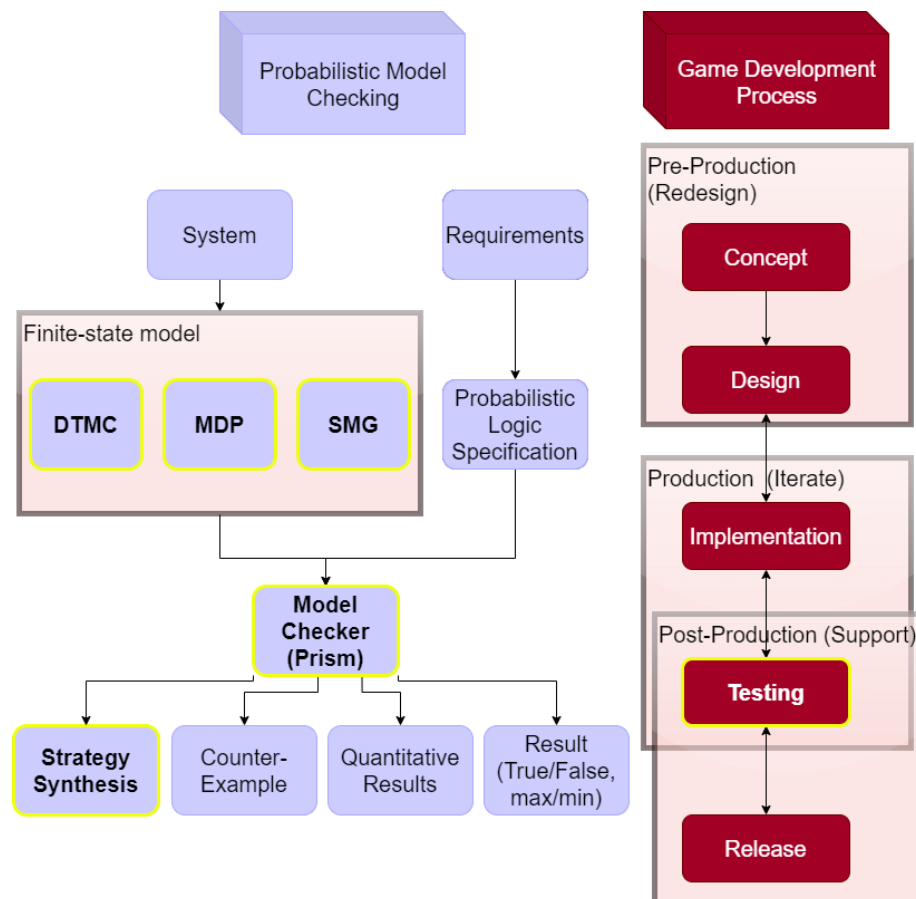 Probabilistic Model
Checking
System
Requirements
Finite-state model
DTMC
MDP
SMG
Probabilistic
Logic
Specification
Model
Checker
(Prism)
Strategy
Synthesis
Counter-
Example
Quantitative
Results
Result
(True/False,
max/min)
Game Development
Process
Pre-Production
(Redesign)
Concept
Design
Production (Iterate)
Implementation
Post-Production (Support)
Testing
Release